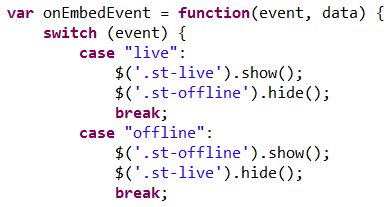 var onEmbedEvent = function(event, data) {
    switch (event) {
        case "live":
            $('.st-live').show();
            $('.st-offline').hide();
            break;
        case "offline":
            $('.st-offline').show();
            $('.st-live').hide();
            break;